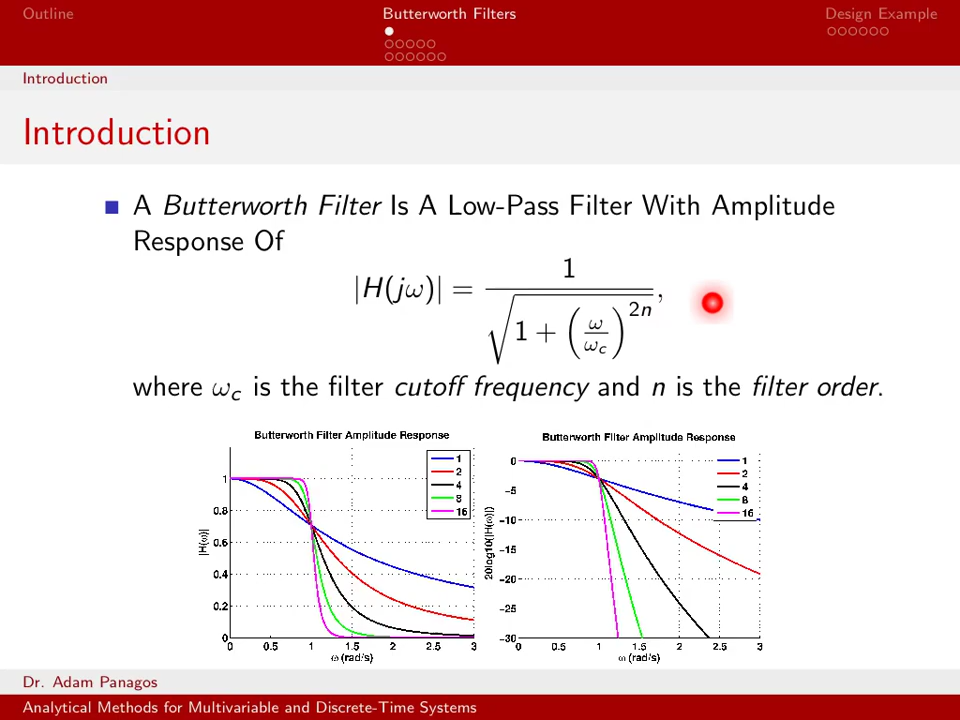 Outline
Butterworth Filters
Design Example
Introduction
Introduction
A Butterworth Filter Is A Low-Pass Filter With Amplitude
Response Of
|H(jω)| = 1 / √(1 + (ω/ωc)^2n),
where ωc is the filter cutoff frequency and n is the filter order.
Butterworth Filter Amplitude Response
1
2
4
8
16
|H(ω)|
1
0.8
0.6
0.4
0.2
0
0 0.5 1 1.5 2 2.5 3
ω (rad/s)
Butterworth Filter Amplitude Response
1
2
4
8
16
20log10(|H(ω)|)
0
−5
−10
−15
−20
−25
−30
0 0.5 1 1.5 2 2.5 3
ω (rad/s)
Dr. Adam Panagos
Analytical Methods for Multivariable and Discrete-Time Systems